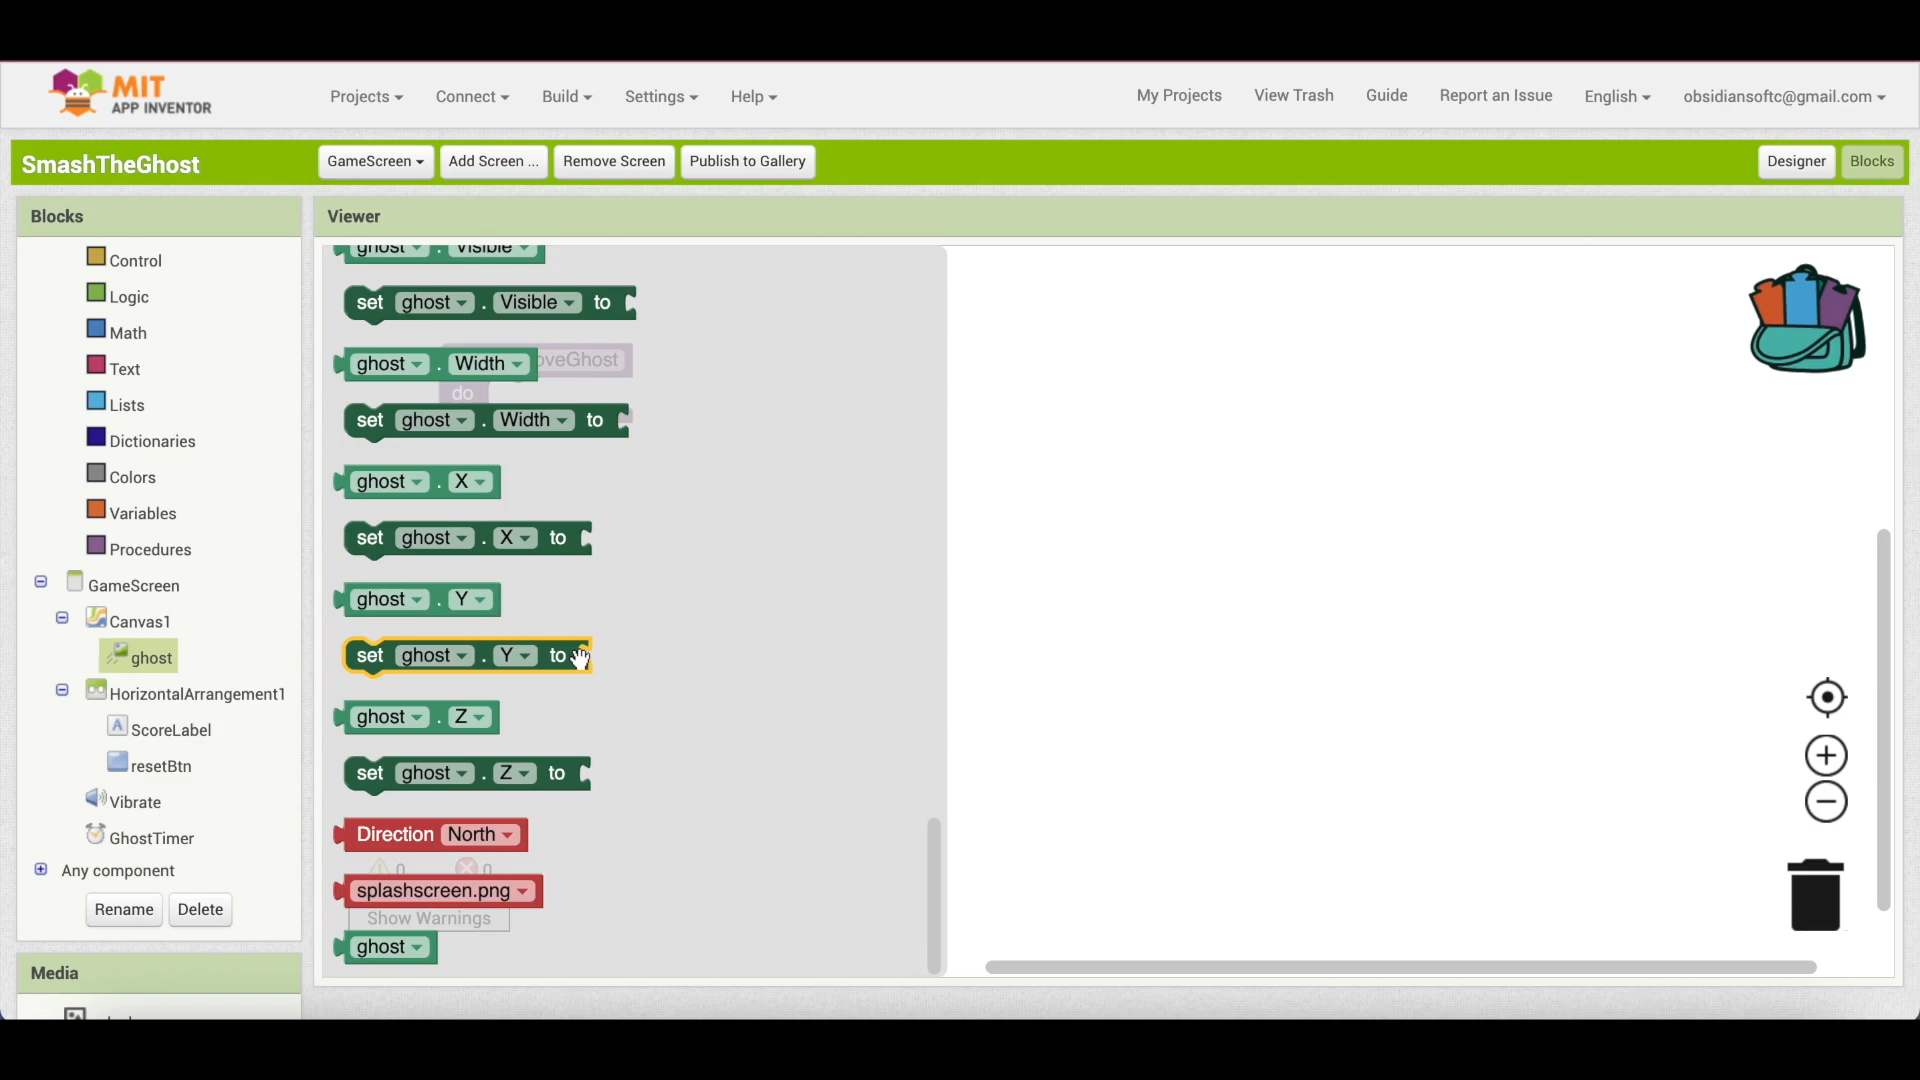 MIT
APP INVENTOR
Projects Connect Build Settings Help My Projects View Trash Guide Report an Issue English obsidiansoftc@gmail.com
SmashTheGhost GameScreen Add Screen ... Remove Screen Publish to Gallery Designer Blocks
Blocks
Control
Logic
Math
Text
Lists
Dictionaries
Colors
Variables
Procedures
GameScreen
Canvas1
ghost
HorizontalArrangement1
A ScoreLabel
resetBtn
Vibrate
GhostTimer
Any component
Rename Delete
Media
Viewer
ghost . Visible
set ghost . Visible to
ghost . Width
oveGhost
do
set ghost . Width to
ghost . X
set ghost . X to
ghost . Y
set ghost . Y to
ghost . Z
set ghost . Z to
Direction North
0 0
splashscreen.png
Show Warnings
ghost